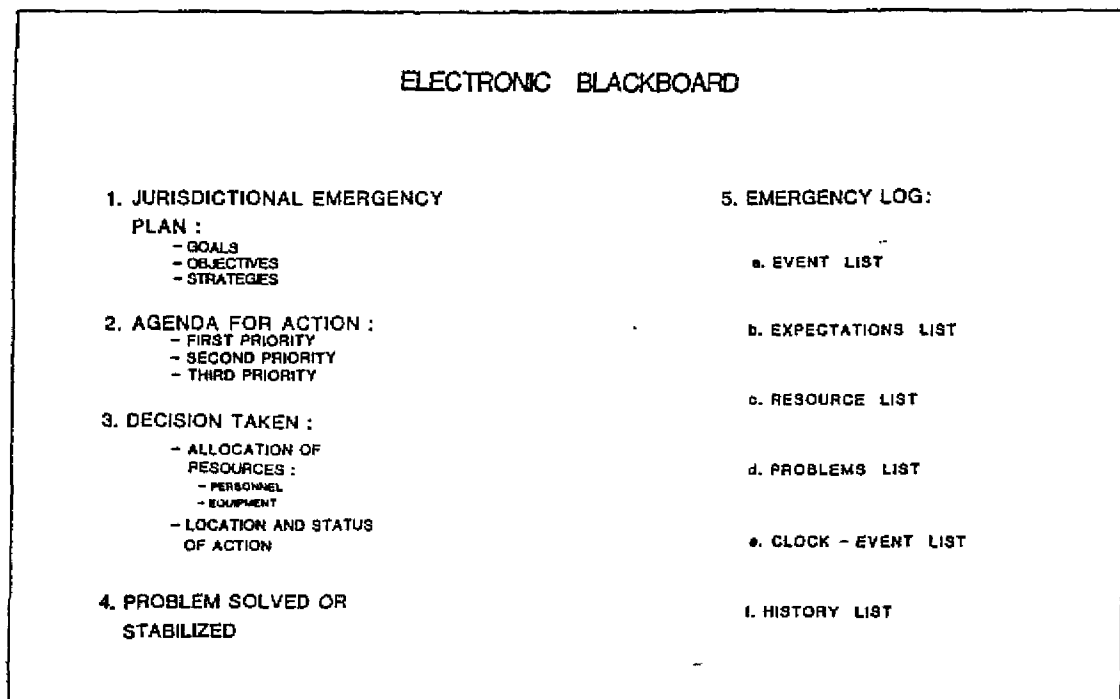 ELECTRONIC BLACKBOARD
1. JURISDICTIONAL EMERGENCY
PLAN :
- GOALS
- OBJECTIVES
- STRATEGIES
2. AGENDA FOR ACTION :
- FIRST PRIORITY
- SECOND PRIORITY
- THIRD PRIORITY
3. DECISION TAKEN :
- ALLOCATION OF
RESOURCES :
- PERSONNEL
- EQUIPMENT
- LOCATION AND STATUS
OF ACTION
4. PROBLEM SOLVED OR
STABILIZED
5. EMERGENCY LOG:
a. EVENT LIST
b. EXPECTATIONS LIST
c. RESOURCE LIST
d. PROBLEMS LIST
e. CLOCK - EVENT LIST
f. HISTORY LIST